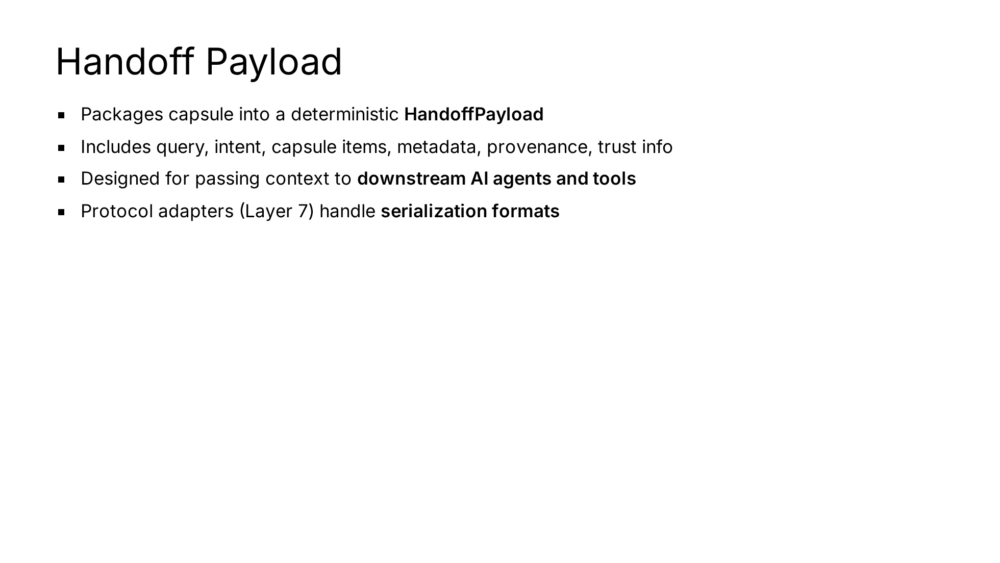 Handoff Payload
Packages capsule into a deterministic HandoffPayload
Includes query, intent, capsule items, metadata, provenance, trust info
Designed for passing context to downstream AI agents and tools
Protocol adapters (Layer 7) handle serialization formats